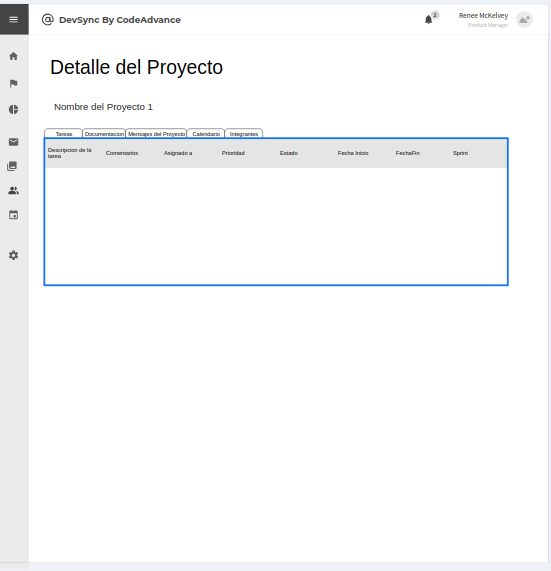 DevSync By CodeAdvance
2
Renee McKelvey
Product Manager
Detalle del Proyecto
Nombre del Proyecto 1
Tareas Documentacion Mensajes del Proyecto Calendario Integrantes
Descripcion de la tarea Comentarios Asignado a Prioridad Estado Fecha Inicio FechaFin Sprint